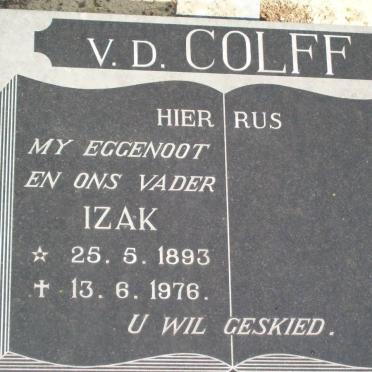 V.D. COLFF
HIER RUS
MY EGGENOOT
EN ONS VADER
IZAK
☆ 25.5.1893
✝ 13.6.1976.
U WIL GESKIED.